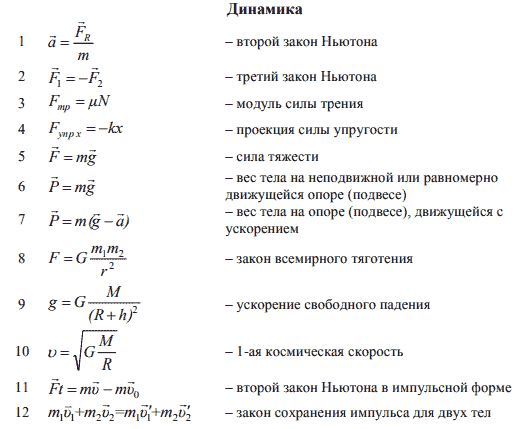 Динамика
1 a⃗ = F⃗_R / m – второй закон Ньютона
2 F⃗₁ = –F⃗₂ – третий закон Ньютона
3 F_тр = μN – модуль силы трения
4 F_упр x = –kx – проекция силы упругости
5 F⃗ = mg⃗ – сила тяжести
6 P⃗ = mg⃗ – вес тела на неподвижной или равномерно
движущейся опоре (подвесе)
7 P⃗ = m(g⃗ – a⃗) – вес тела на опоре (подвесе), движущейся с
ускорением
8 F = G m₁m₂ / r² – закон всемирного тяготения
9 g = G M / (R + h)² – ускорение свободного падения
10 υ = √(G M / R) – 1-ая космическая скорость
11 F⃗t = mυ⃗ – mυ⃗₀ – второй закон Ньютона в импульсной форме
12 m₁υ⃗₁+m₂υ⃗₂=m₁υ⃗₁′+m₂υ⃗₂′ – закон сохранения импульса для двух тел